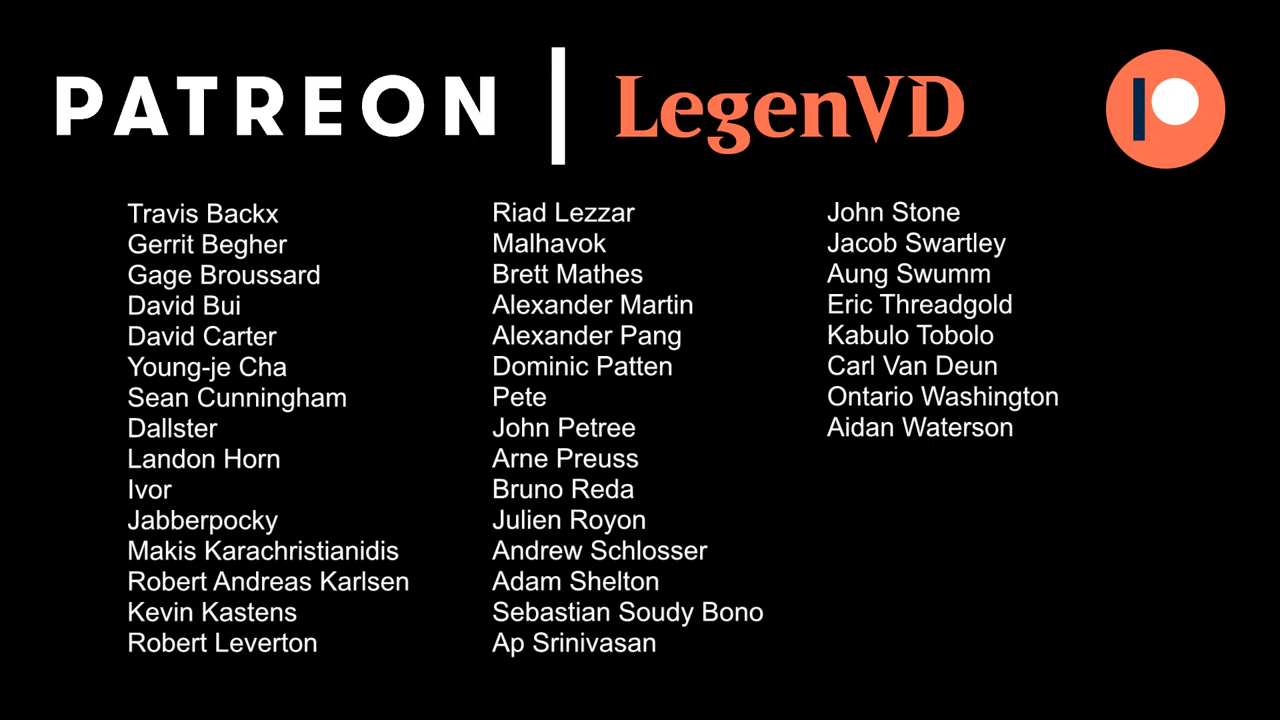 PATREON | LegenVD
Travis Backx
Gerrit Begher
Gage Broussard
David Bui
David Carter
Young-je Cha
Sean Cunningham
Dallster
Landon Horn
Ivor
Jabberpocky
Makis Karachristianidis
Robert Andreas Karlsen
Kevin Kastens
Robert Leverton
Riad Lezzar
Malhavok
Brett Mathes
Alexander Martin
Alexander Pang
Dominic Patten
Pete
John Petree
Arne Preuss
Bruno Reda
Julien Royon
Andrew Schlosser
Adam Shelton
Sebastian Soudy Bono
Ap Srinivasan
John Stone
Jacob Swartley
Aung Swumm
Eric Threadgold
Kabulo Tobolo
Carl Van Deun
Ontario Washington
Aidan Waterson